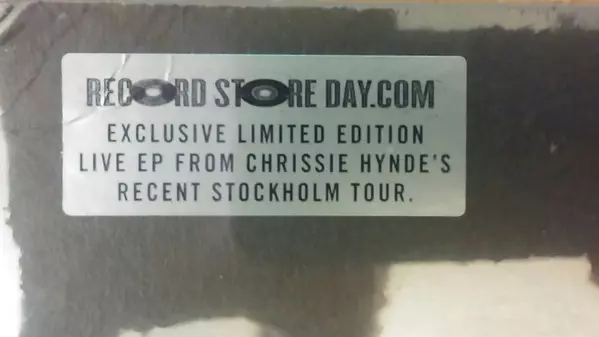 RECORD STORE DAY.COM
EXCLUSIVE LIMITED EDITION
LIVE EP FROM CHRISSIE HYNDE'S
RECENT STOCKHOLM TOUR.